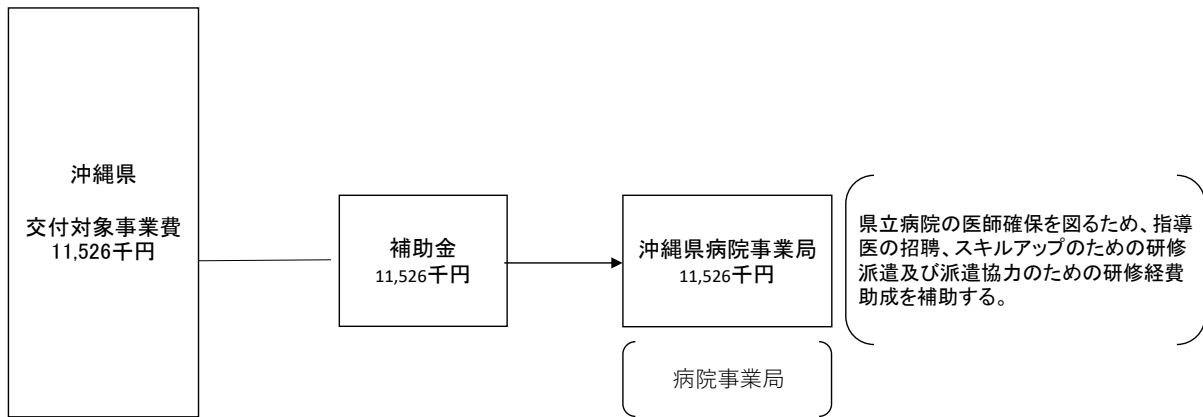 沖縄県
交付対象事業費
11,526千円
補助金
11,526千円
沖縄県病院事業局
11,526千円
県立病院の医師確保を図るため、指導
医の招聘、スキルアップのための研修
派遣及び派遣協力のための研修経費
助成を補助する。
病院事業局